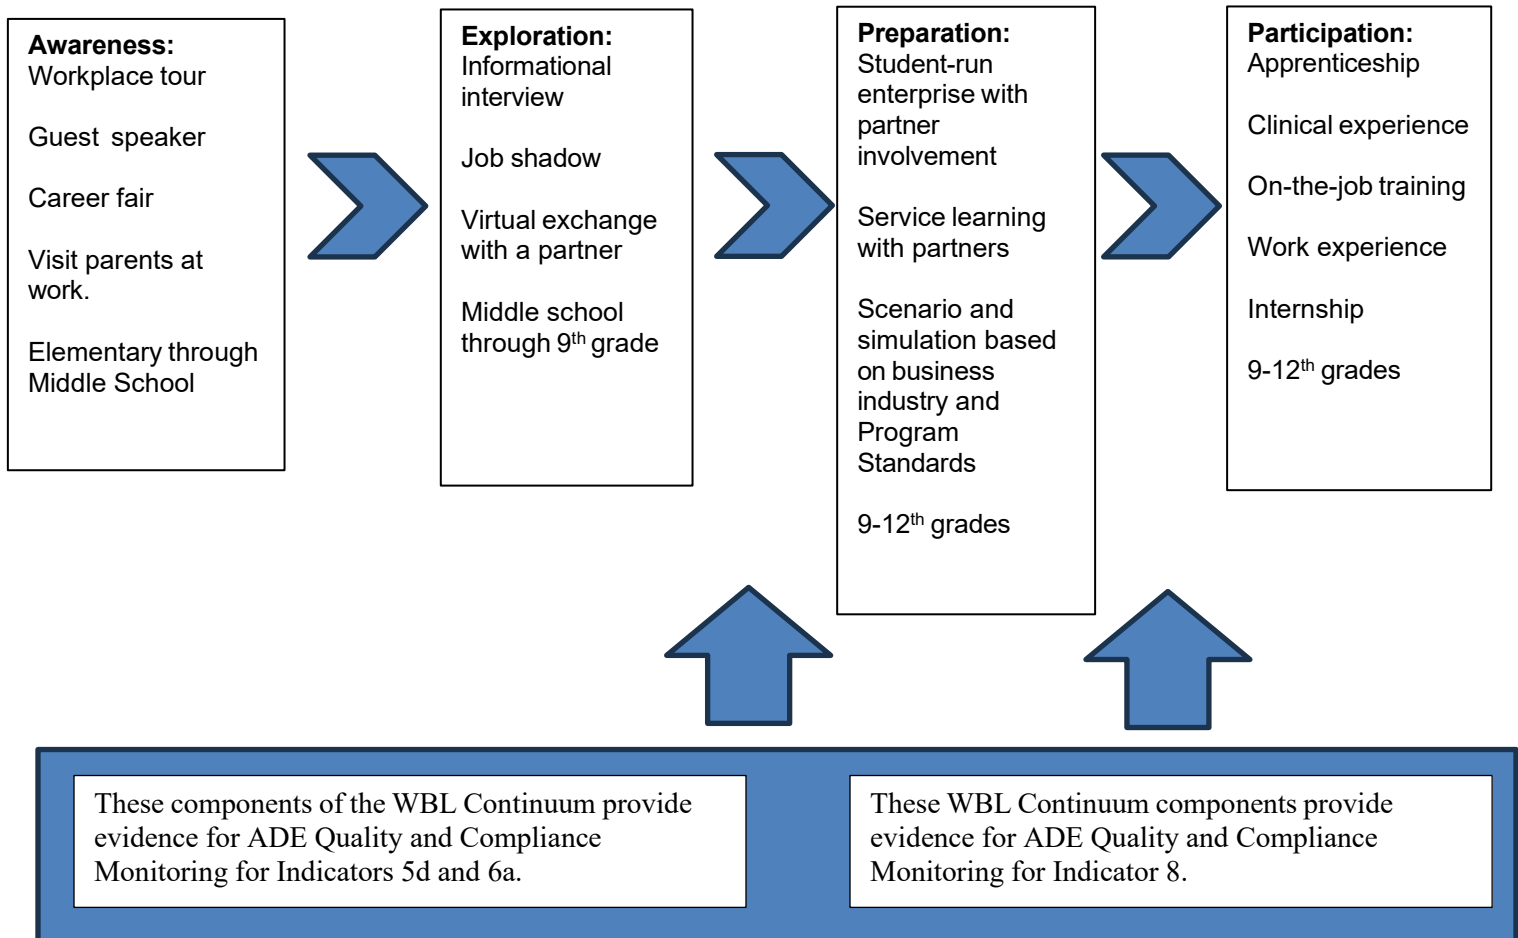 Awareness:
Workplace tour
Guest speaker
Career fair
Visit parents at
work.
Elementary through
Middle School
Exploration:
Informational
interview
Job shadow
Virtual exchange
with a partner
Middle school
through 9th grade
Preparation:
Student-run
enterprise with
partner
involvement
Service learning
with partners
Scenario and
simulation based
on business
industry and
Program
Standards
9-12th grades
Participation:
Apprenticeship
Clinical experience
On-the-job training
Work experience
Internship
9-12th grades
These components of the WBL Continuum provide
evidence for ADE Quality and Compliance
Monitoring for Indicators 5d and 6a.
These WBL Continuum components provide
evidence for ADE Quality and Compliance
Monitoring for Indicator 8.